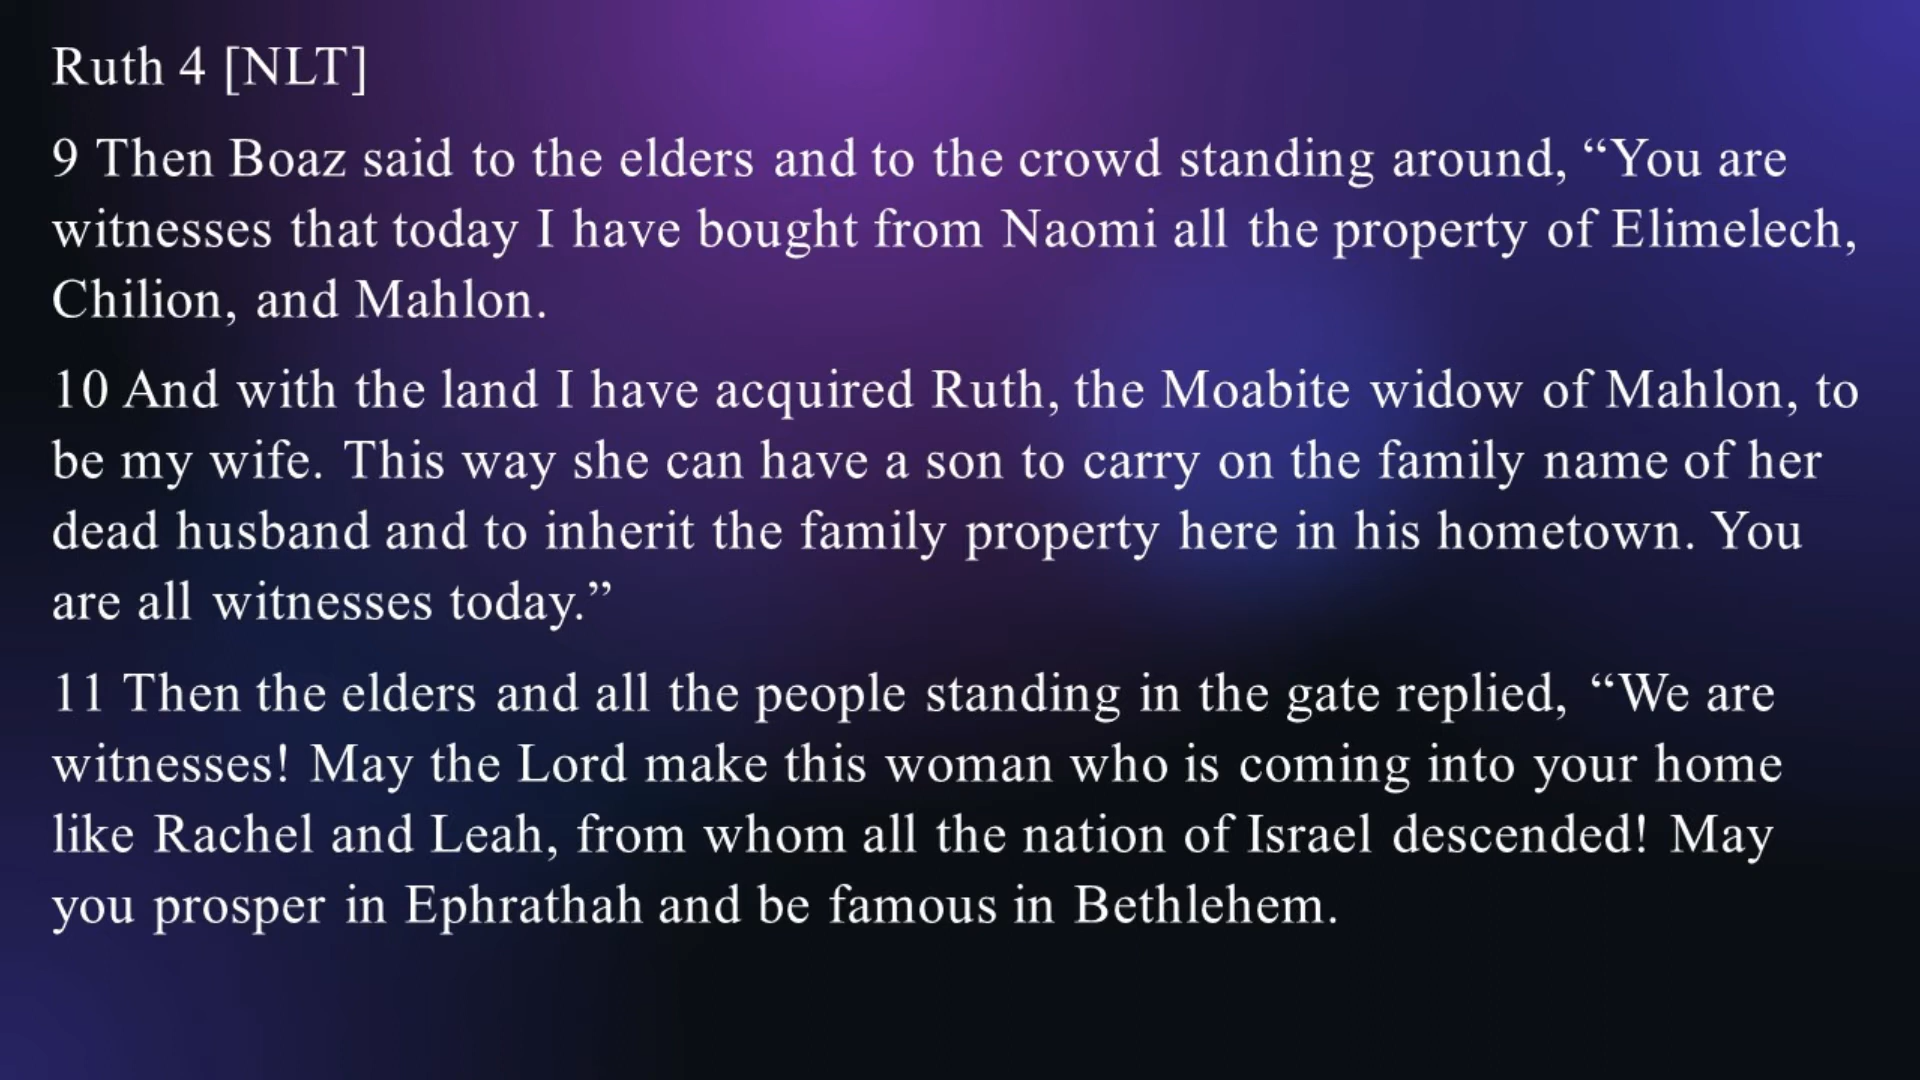 Ruth 4 [NLT]
9 Then Boaz said to the elders and to the crowd standing around, “You are
witnesses that today I have bought from Naomi all the property of Elimelech,
Chilion, and Mahlon.
10 And with the land I have acquired Ruth, the Moabite widow of Mahlon, to
be my wife. This way she can have a son to carry on the family name of her
dead husband and to inherit the family property here in his hometown. You
are all witnesses today.”
11 Then the elders and all the people standing in the gate replied, “We are
witnesses! May the Lord make this woman who is coming into your home
like Rachel and Leah, from whom all the nation of Israel descended! May
you prosper in Ephrathah and be famous in Bethlehem.